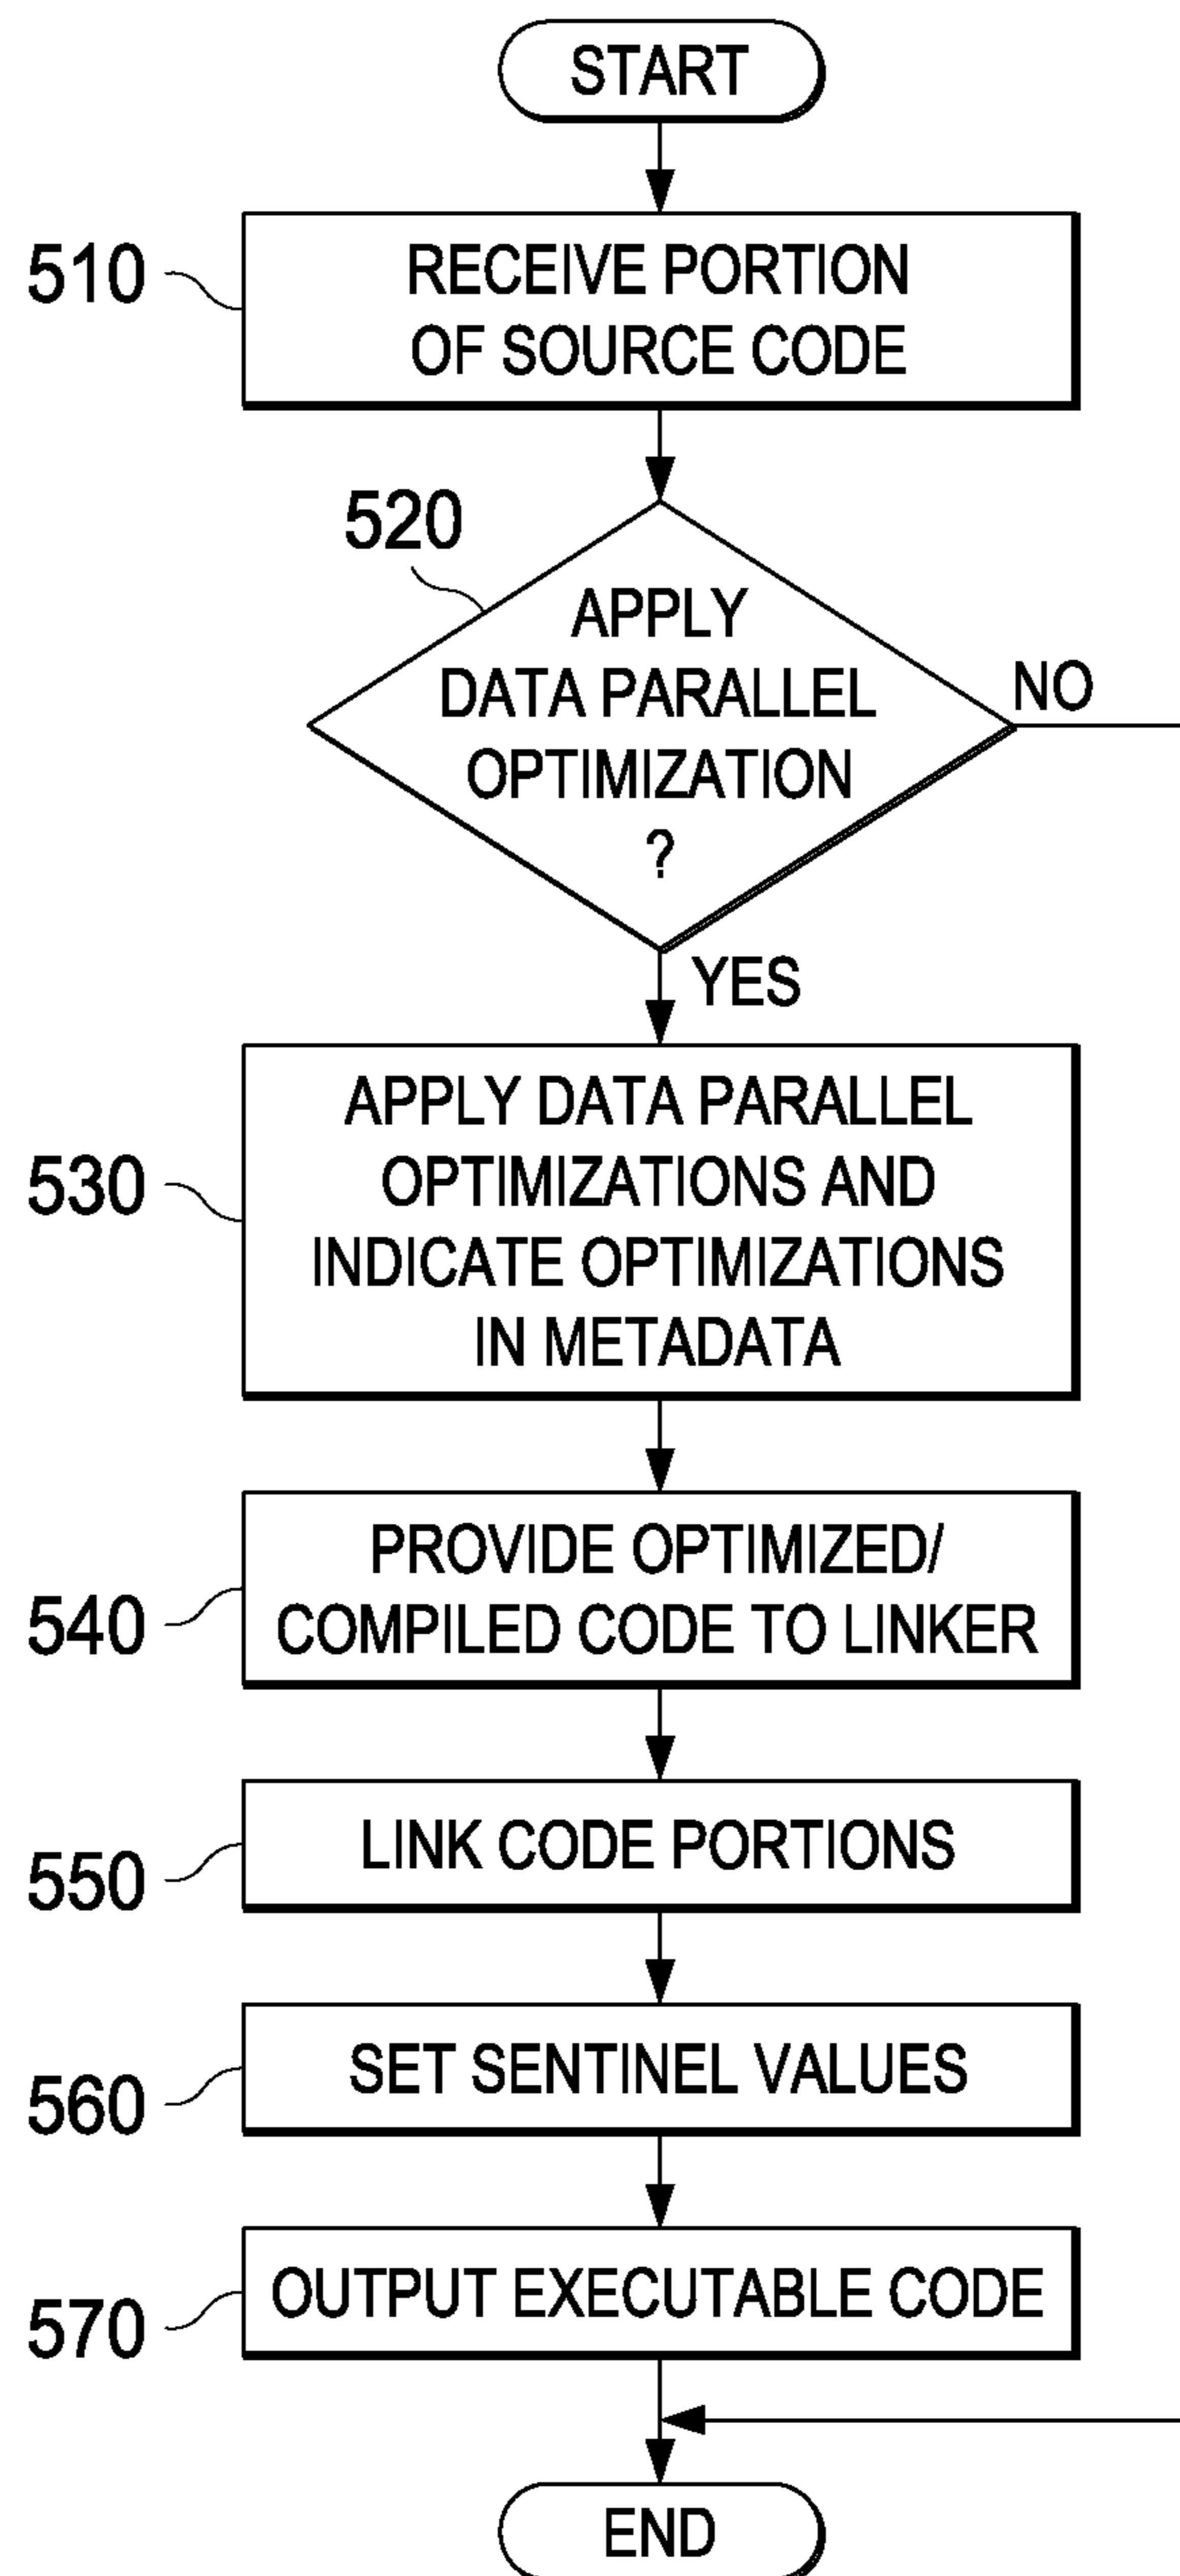 START
510
RECEIVE PORTION
OF SOURCE CODE
520
APPLY
DATA PARALLEL
OPTIMIZATION
?
NO
YES
530
APPLY DATA PARALLEL
OPTIMIZATIONS AND
INDICATE OPTIMIZATIONS
IN METADATA
540
PROVIDE OPTIMIZED/
COMPILED CODE TO LINKER
550
LINK CODE PORTIONS
560
SET SENTINEL VALUES
570
OUTPUT EXECUTABLE CODE
END